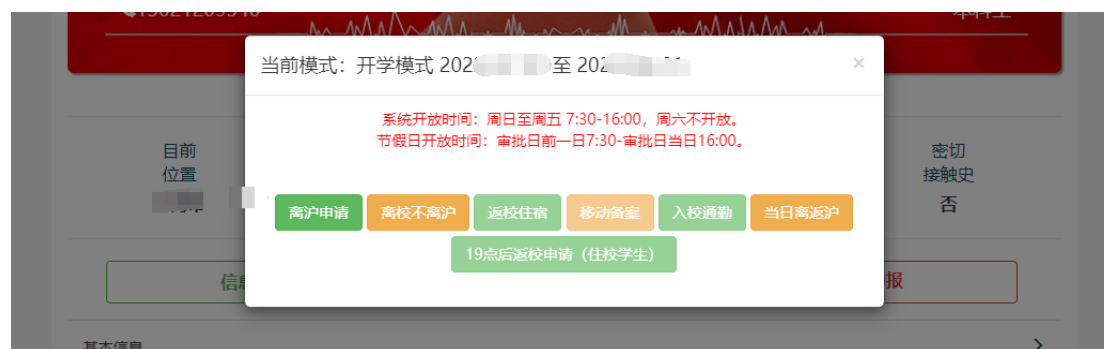 本科生
当前模式：开学模式 202 至 202
×
系统开放时间：周日至周五 7:30-16:00，周六不开放。
节假日开放时间：审批日前一日7:30-审批日当日16:00。
目前
位置
密切
接触史
否
离沪申请 离校不离沪 返校住宿 移动备案 入校通勤 当日离返沪
19点后返校申请（住校学生）
信
报
基本信息